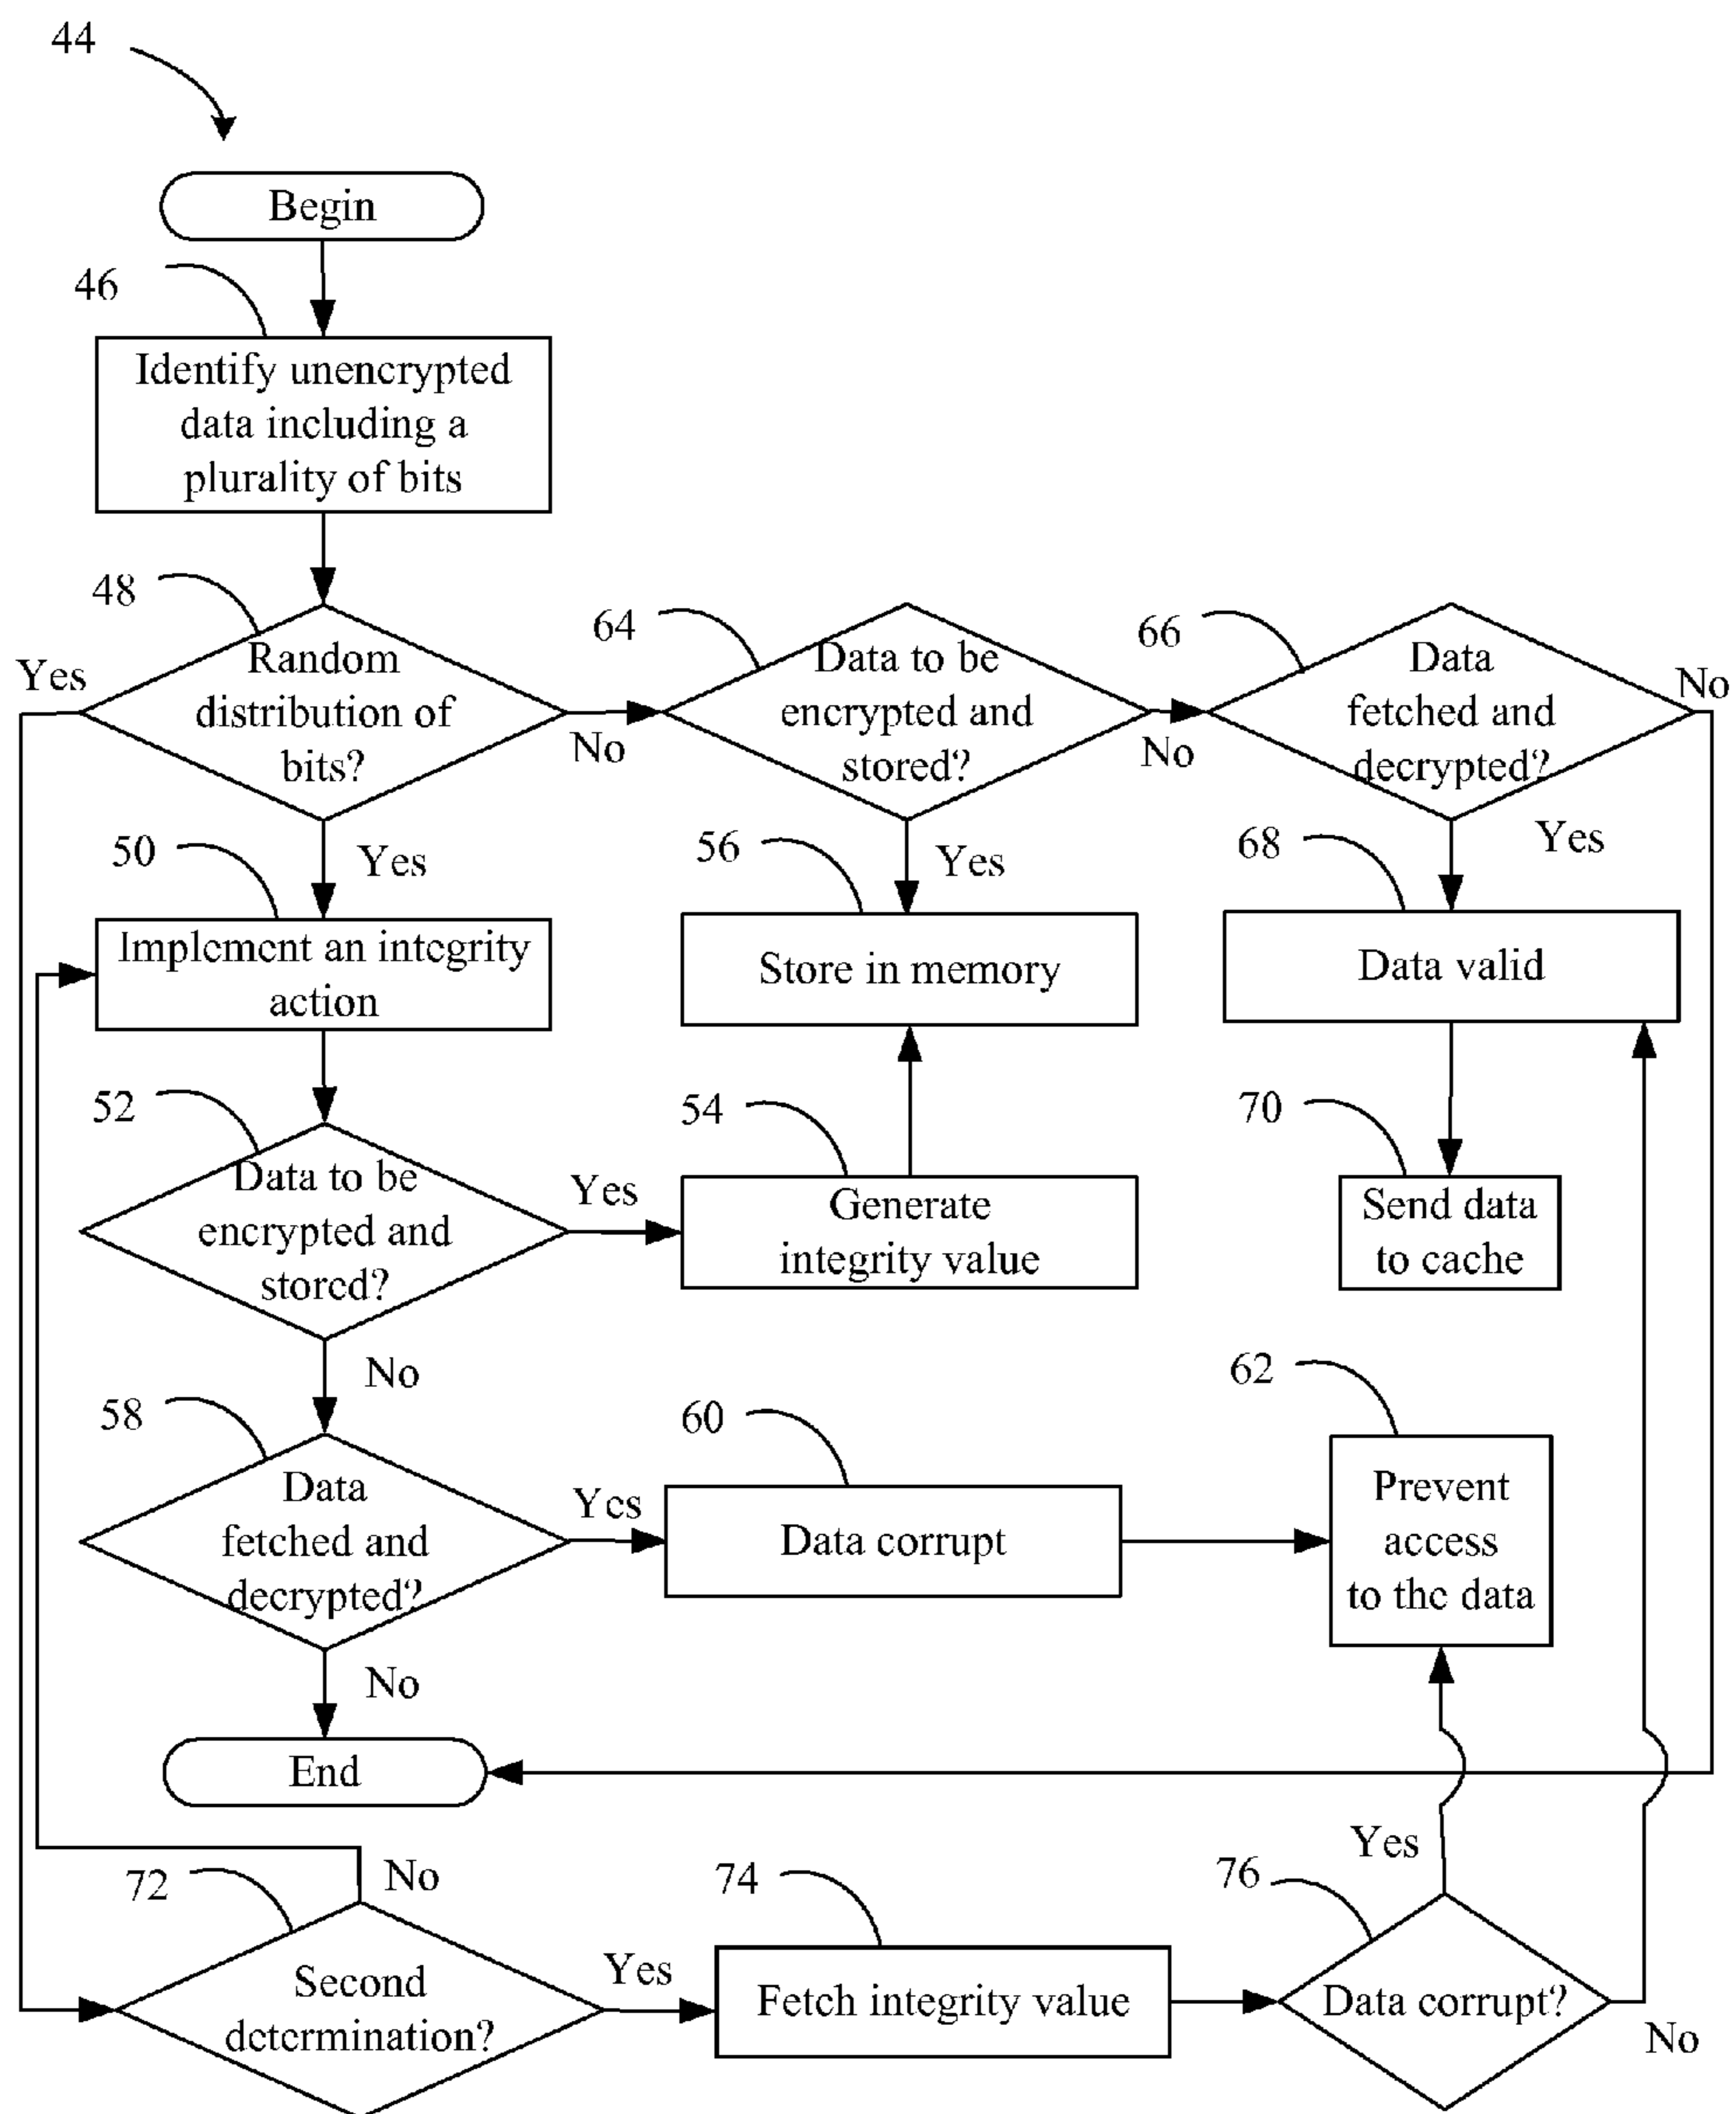 44
Begin
46
Identify unencrypted
data including a
plurality of bits
48
Random
distribution of
bits?
Yes
No
Yes
64
Data to be
encrypted and
stored?
No
Yes
66
Data
fetched and
decrypted?
No
Yes
50
Implement an integrity
action
56
Store in memory
68
Data valid
52
Data to be
encrypted and
stored?
Yes
No
54
Generate
integrity value
70
Send data
to cache
58
Data
fetched and
decrypted?
Yes
No
60
Data corrupt
62
Prevent
access
to the data
End
72
Second
determination?
No
Yes
74
Fetch integrity value
76
Data corrupt?
Yes
No